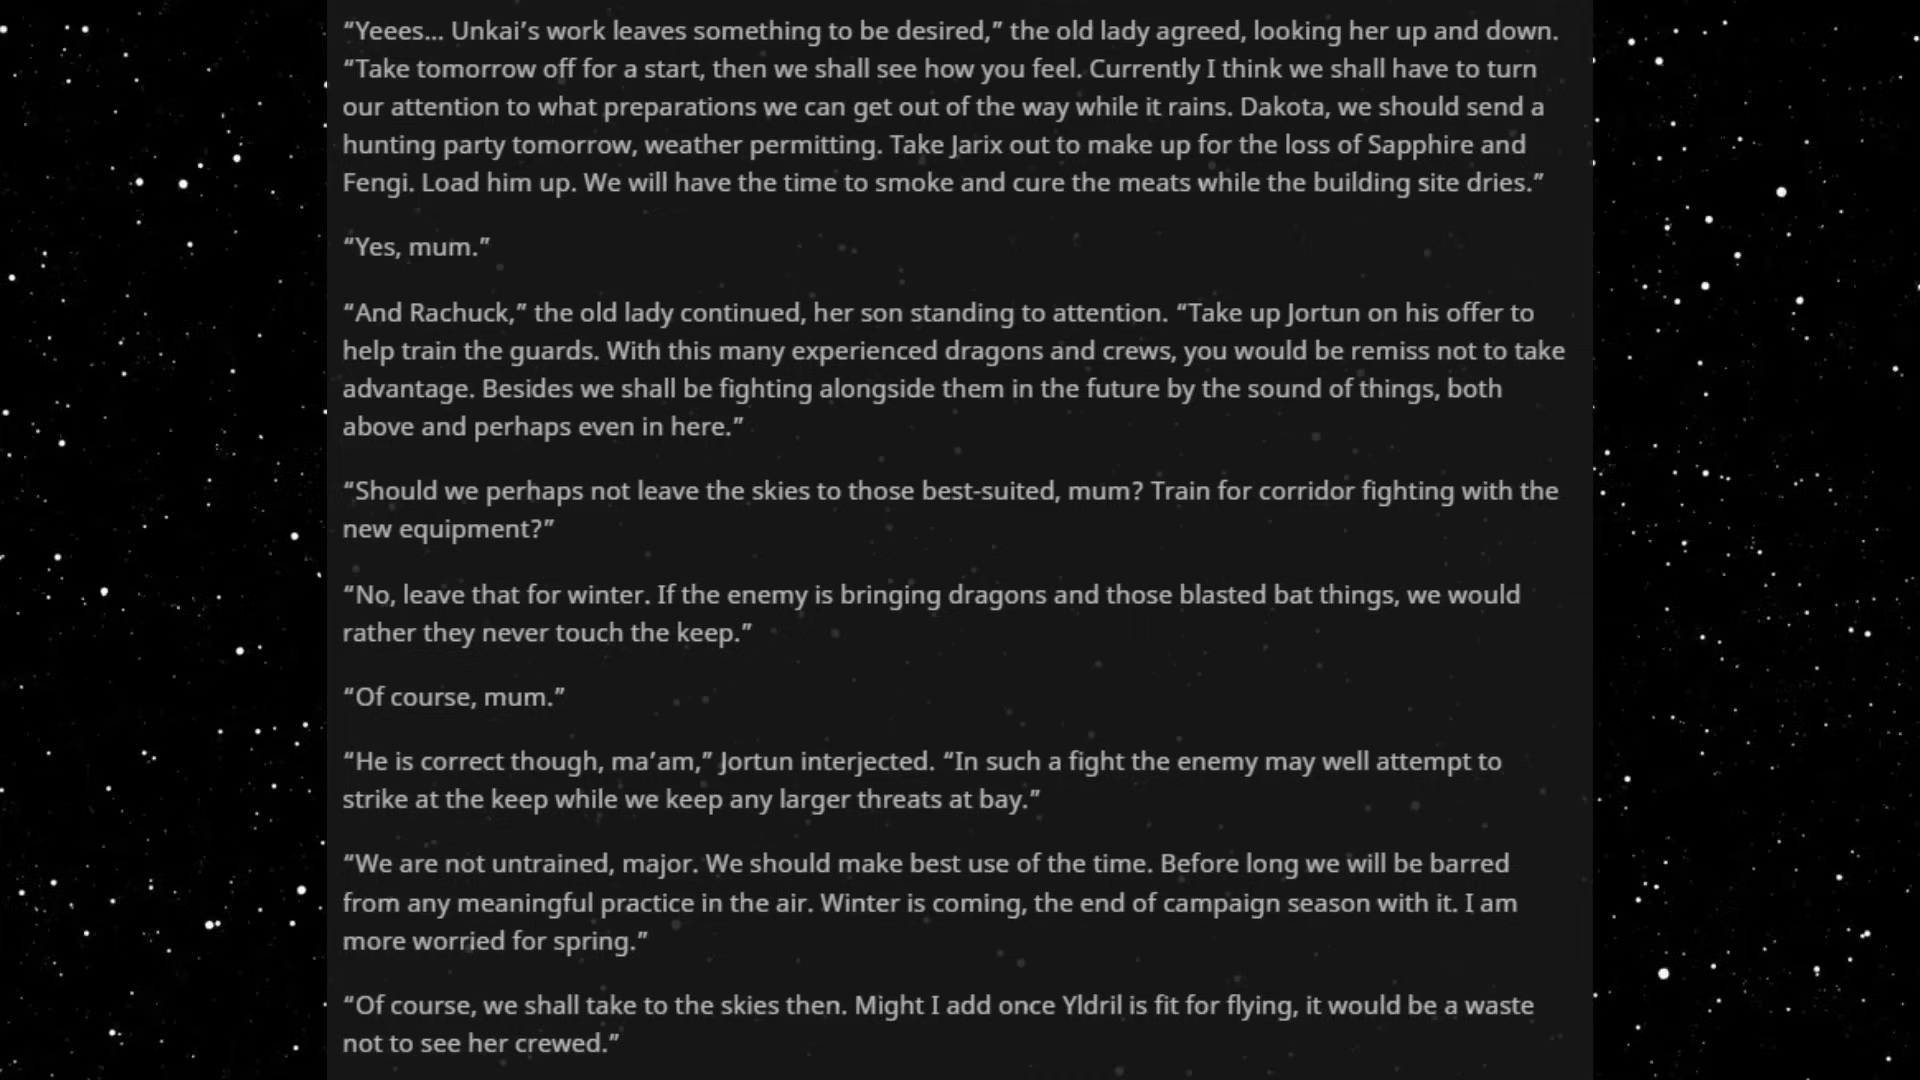 “Yeees... Unkai’s work leaves something to be desired,” the old lady agreed, looking her up and down.
“Take tomorrow off for a start, then we shall see how you feel. Currently I think we shall have to turn
our attention to what preparations we can get out of the way while it rains. Dakota, we should send a
hunting party tomorrow, weather permitting. Take Jarix out to make up for the loss of Sapphire and
Fengi. Load him up. We will have the time to smoke and cure the meats while the building site dries.”
“Yes, mum.”
“And Rachuck,” the old lady continued, her son standing to attention. “Take up Jortun on his offer to
help train the guards. With this many experienced dragons and crews, you would be remiss not to take
advantage. Besides we shall be fighting alongside them in the future by the sound of things, both
above and perhaps even in here.”
“Should we perhaps not leave the skies to those best-suited, mum? Train for corridor fighting with the
new equipment?”
“No, leave that for winter. If the enemy is bringing dragons and those blasted bat things, we would
rather they never touch the keep.”
“Of course, mum.”
“He is correct though, ma’am,” Jortun interjected. “In such a fight the enemy may well attempt to
strike at the keep while we keep any larger threats at bay.”
“We are not untrained, major. We should make best use of the time. Before long we will be barred
from any meaningful practice in the air. Winter is coming, the end of campaign season with it. I am
more worried for spring.”
“Of course, we shall take to the skies then. Might I add once Yldril is fit for flying, it would be a waste
not to see her crewed.”